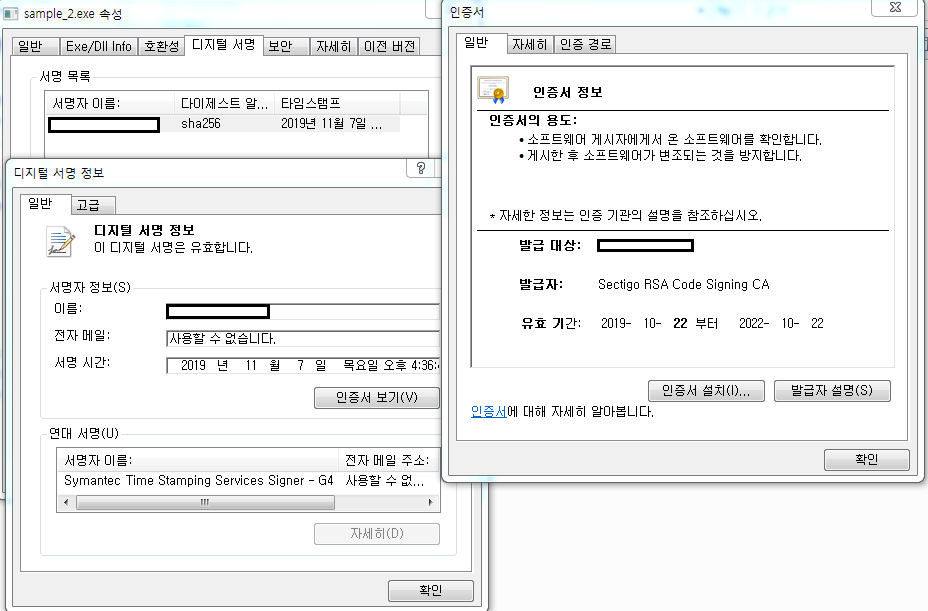 sample_2.exe 속성
일반 Exe/Dll Info 호환성 디지털 서명 보안 자세히 이전 버전
서명 목록
서명자 이름: 다이제스트 알... 타임스탬프
sha256 2019년 11월 7일 ...
디지털 서명 정보
?
일반 고급
디지털 서명 정보
이 디지털 서명은 유효합니다.
서명자 정보(S)
이름:
전자 메일: 사용할 수 없습니다.
서명 시간: 2019 년 11 월 7 일 목요일 오후 4:36:
인증서 보기(V)
연대 서명(U)
서명자 이름: 전자 메일 주소:
Symantec Time Stamping Services Signer - G4 사용할 수 없...
자세히(D)
확인
인증서
일반 자세히 인증 경로
인증서 정보
인증서의 용도:
• 소프트웨어 게시자에게서 온 소프트웨어를 확인합니다.
• 게시한 후 소프트웨어가 변조되는 것을 방지합니다.
* 자세한 정보는 인증 기관의 설명을 참조하십시오.
발급 대상:
발급자: Sectigo RSA Code Signing CA
유효 기간: 2019- 10- 22 부터 2022- 10- 22
인증서 설치(I)... 발급자 설명(S)
인증서에 대해 자세히 알아봅니다.
확인